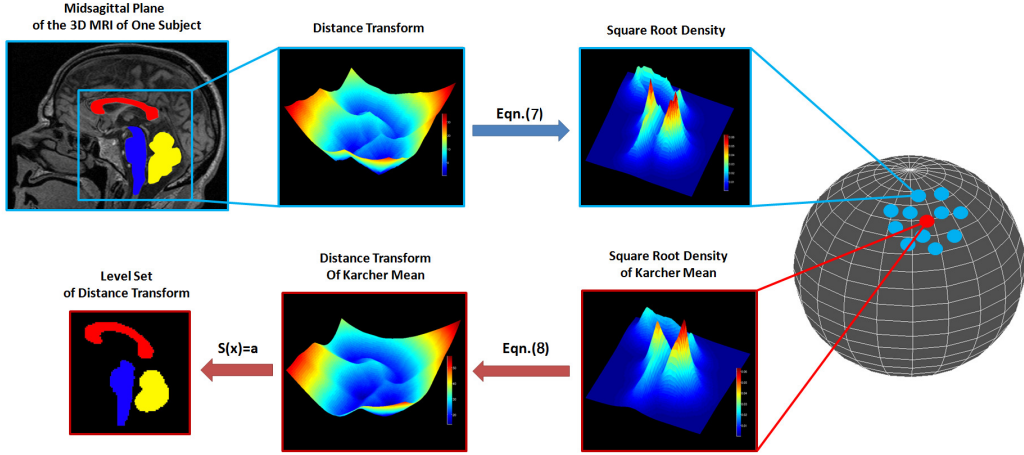 Midsagittal Plane
of the 3D MRI of One Subject
Distance Transform
Square Root Density
Eqn.(7)
Level Set
of Distance Transform
Distance Transform
Of Karcher Mean
Square Root Density
of Karcher Mean
S(x)=a
Eqn.(8)